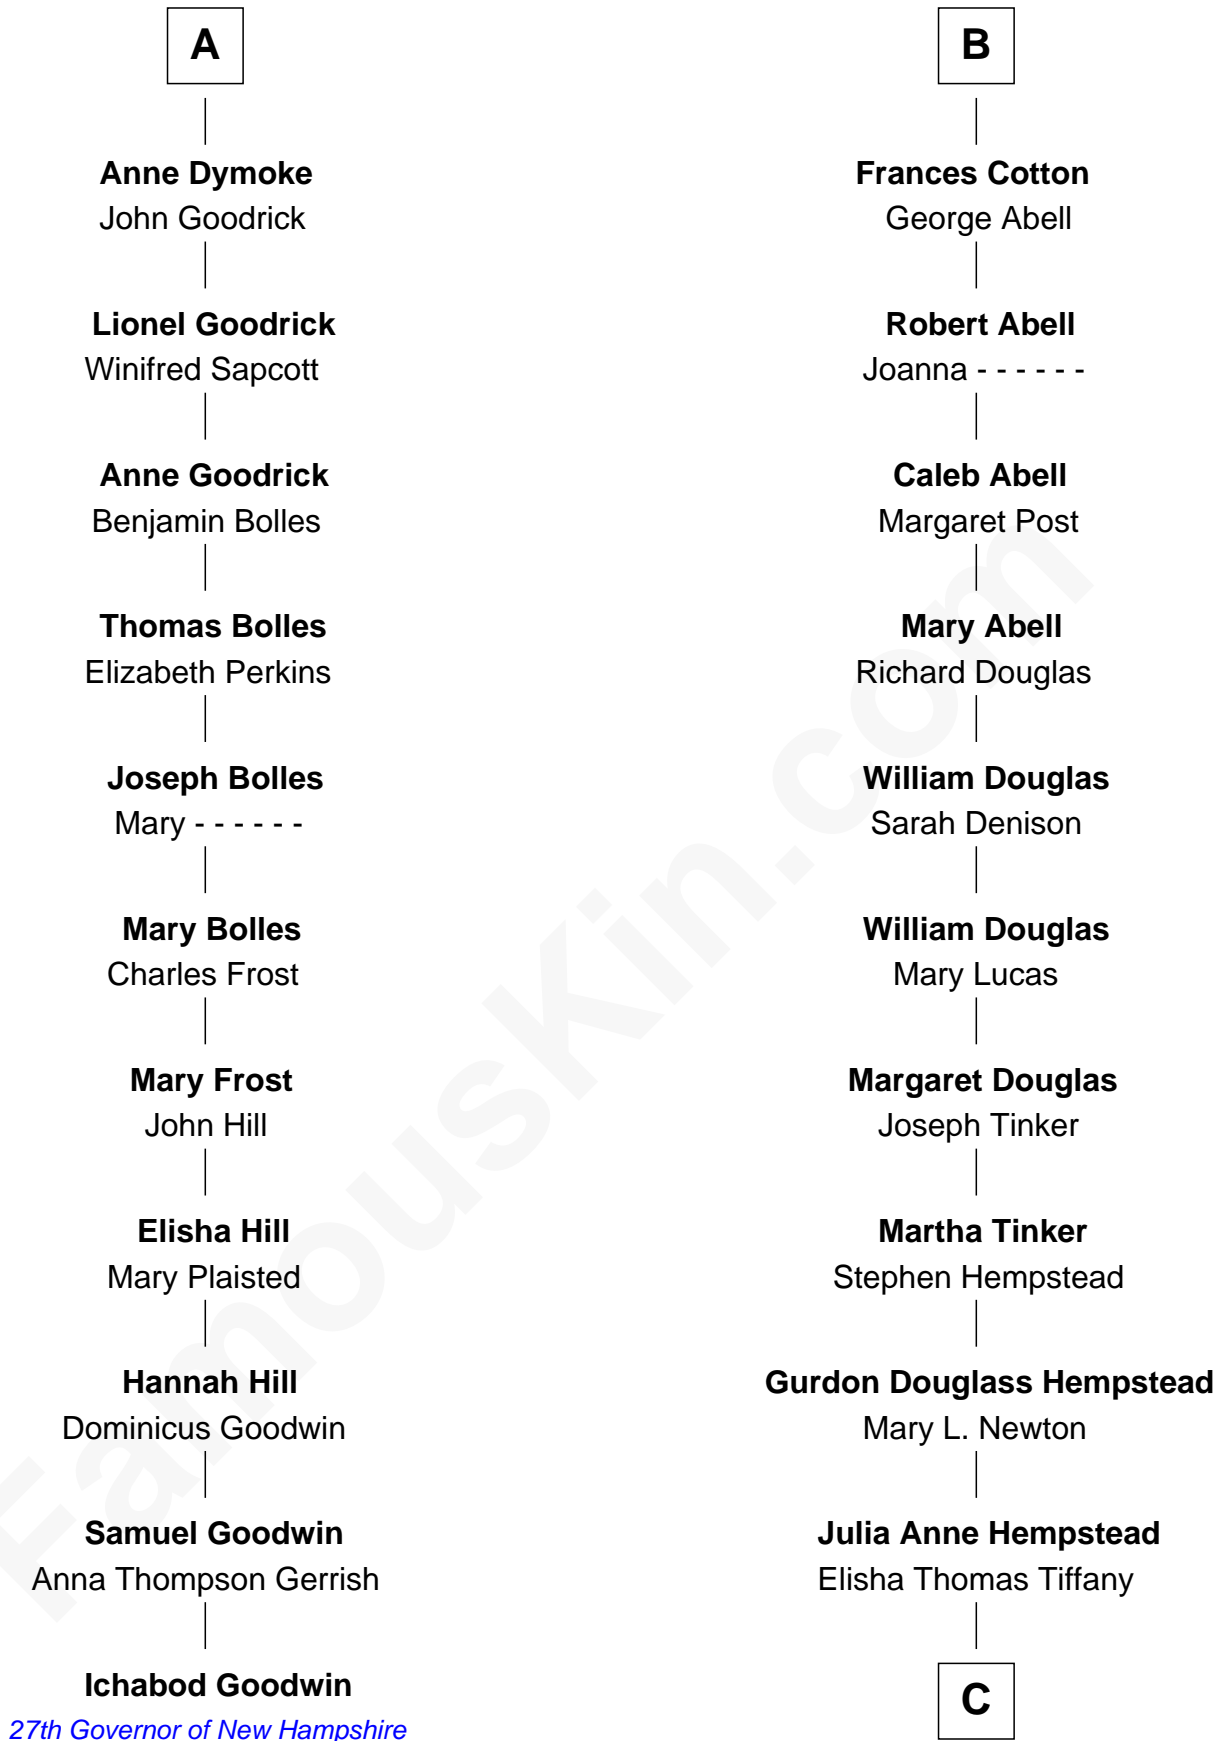 A
Anne Dymoke
John Goodrick
Lionel Goodrick
Winifred Sapcott
Anne Goodrick
Benjamin Bolles
Thomas Bolles
Elizabeth Perkins
Joseph Bolles
Mary - - - - - -
Mary Bolles
Charles Frost
Mary Frost
John Hill
Elisha Hill
Mary Plaisted
Hannah Hill
Dominicus Goodwin
Samuel Goodwin
Anna Thompson Gerrish
Ichabod Goodwin
27th Governor of New Hampshire
B
Frances Cotton
George Abell
Robert Abell
Joanna - - - - - -
Caleb Abell
Margaret Post
Mary Abell
Richard Douglas
William Douglas
Sarah Denison
William Douglas
Mary Lucas
Margaret Douglas
Joseph Tinker
Martha Tinker
Stephen Hempstead
Gurdon Douglass Hempstead
Mary L. Newton
Julia Anne Hempstead
Elisha Thomas Tiffany
C
FamousKin.com